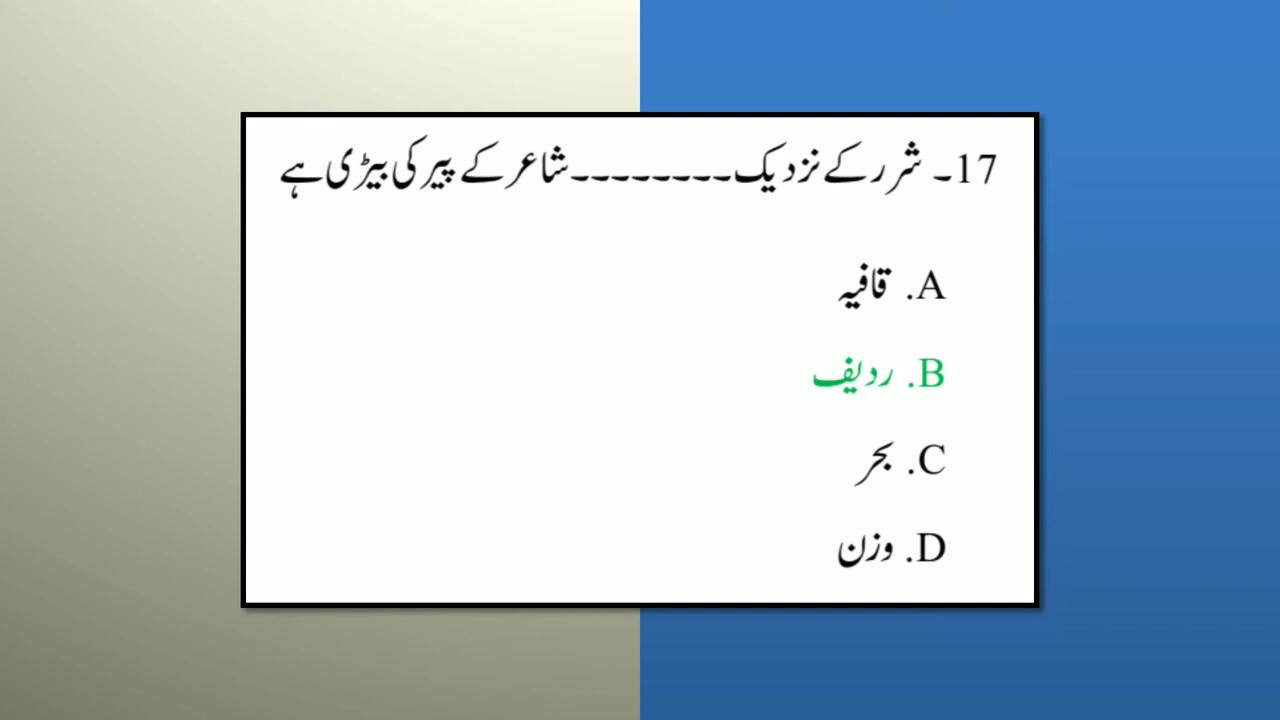 17۔ شرر کے نزدیک۔۔۔۔۔۔۔۔شاعر کے پیر کی بیڑی ہے
A. قافیہ
B. ردیف
C. بحر
D. وزن